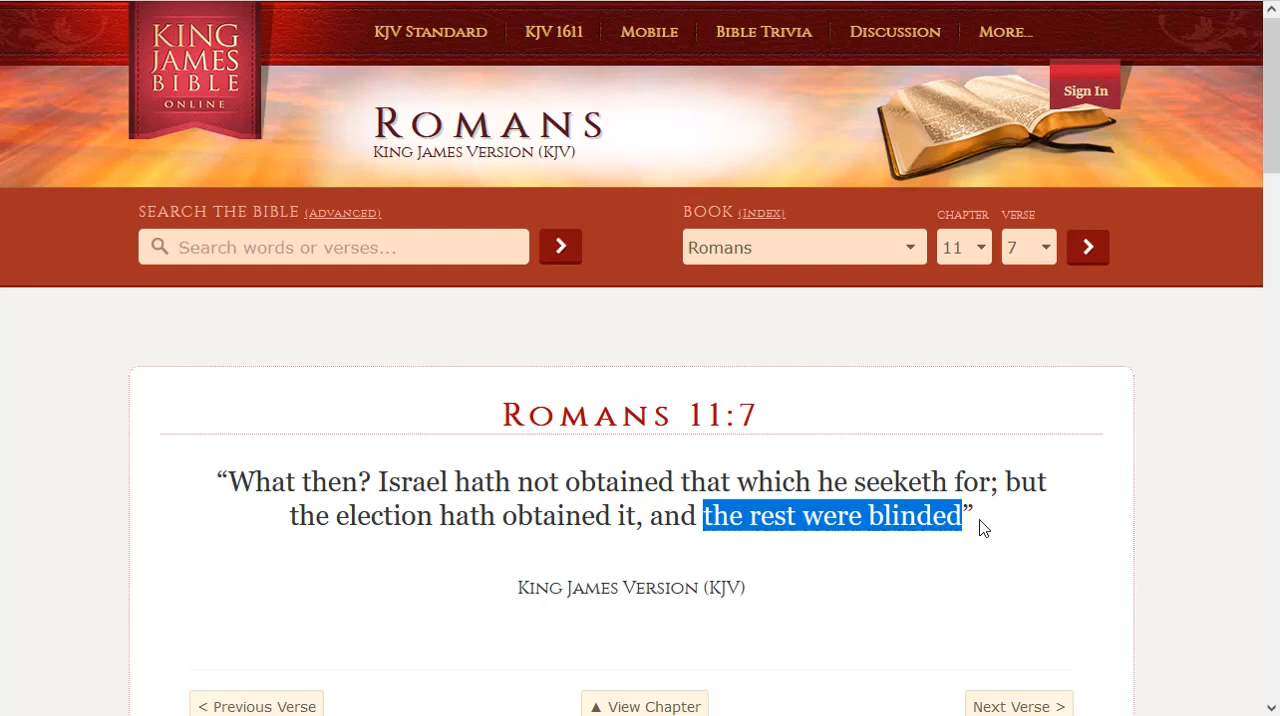 KING JAMES BIBLE ONLINE
KJV STANDARD KJV 1611 MOBILE BIBLE TRIVIA DISCUSSION MORE...
Sign In
ROMANS
KING JAMES VERSION (KJV)
SEARCH THE BIBLE (ADVANCED)
Search words or verses...
BOOK (INDEX) CHAPTER VERSE
Romans 11 7
ROMANS 11:7
“What then? Israel hath not obtained that which he seeketh for; but
the election hath obtained it, and the rest were blinded”
KING JAMES VERSION (KJV)
< Previous Verse ▲ View Chapter Next Verse >